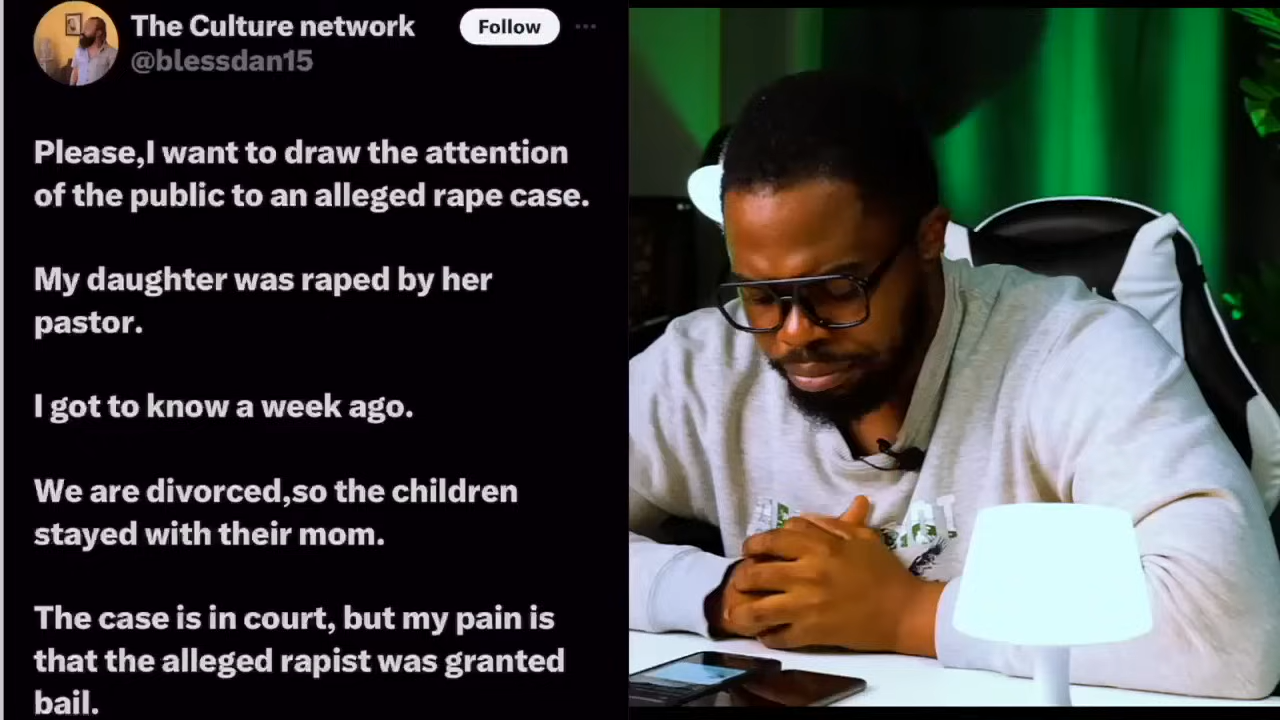 The Culture network
Follow
@blessdan15
Please,I want to draw the attention
of the public to an alleged rape case.
My daughter was raped by her
pastor.
I got to know a week ago.
We are divorced,so the children
stayed with their mom.
The case is in court, but my pain is
that the alleged rapist was granted
bail.